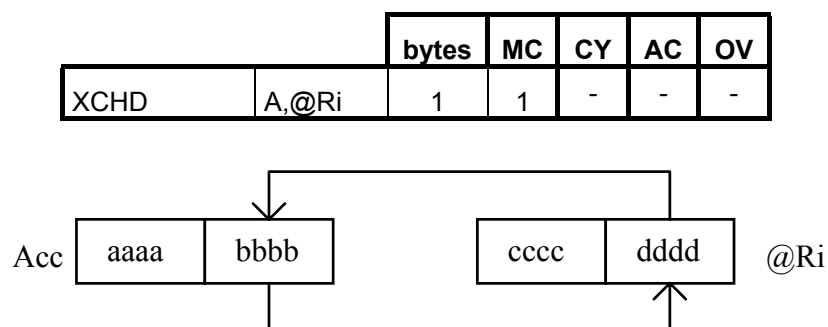 bytes MC CY AC OV
XCHD A,@Ri 1 1 - - -
Acc aaaa bbbb cccc dddd @Ri